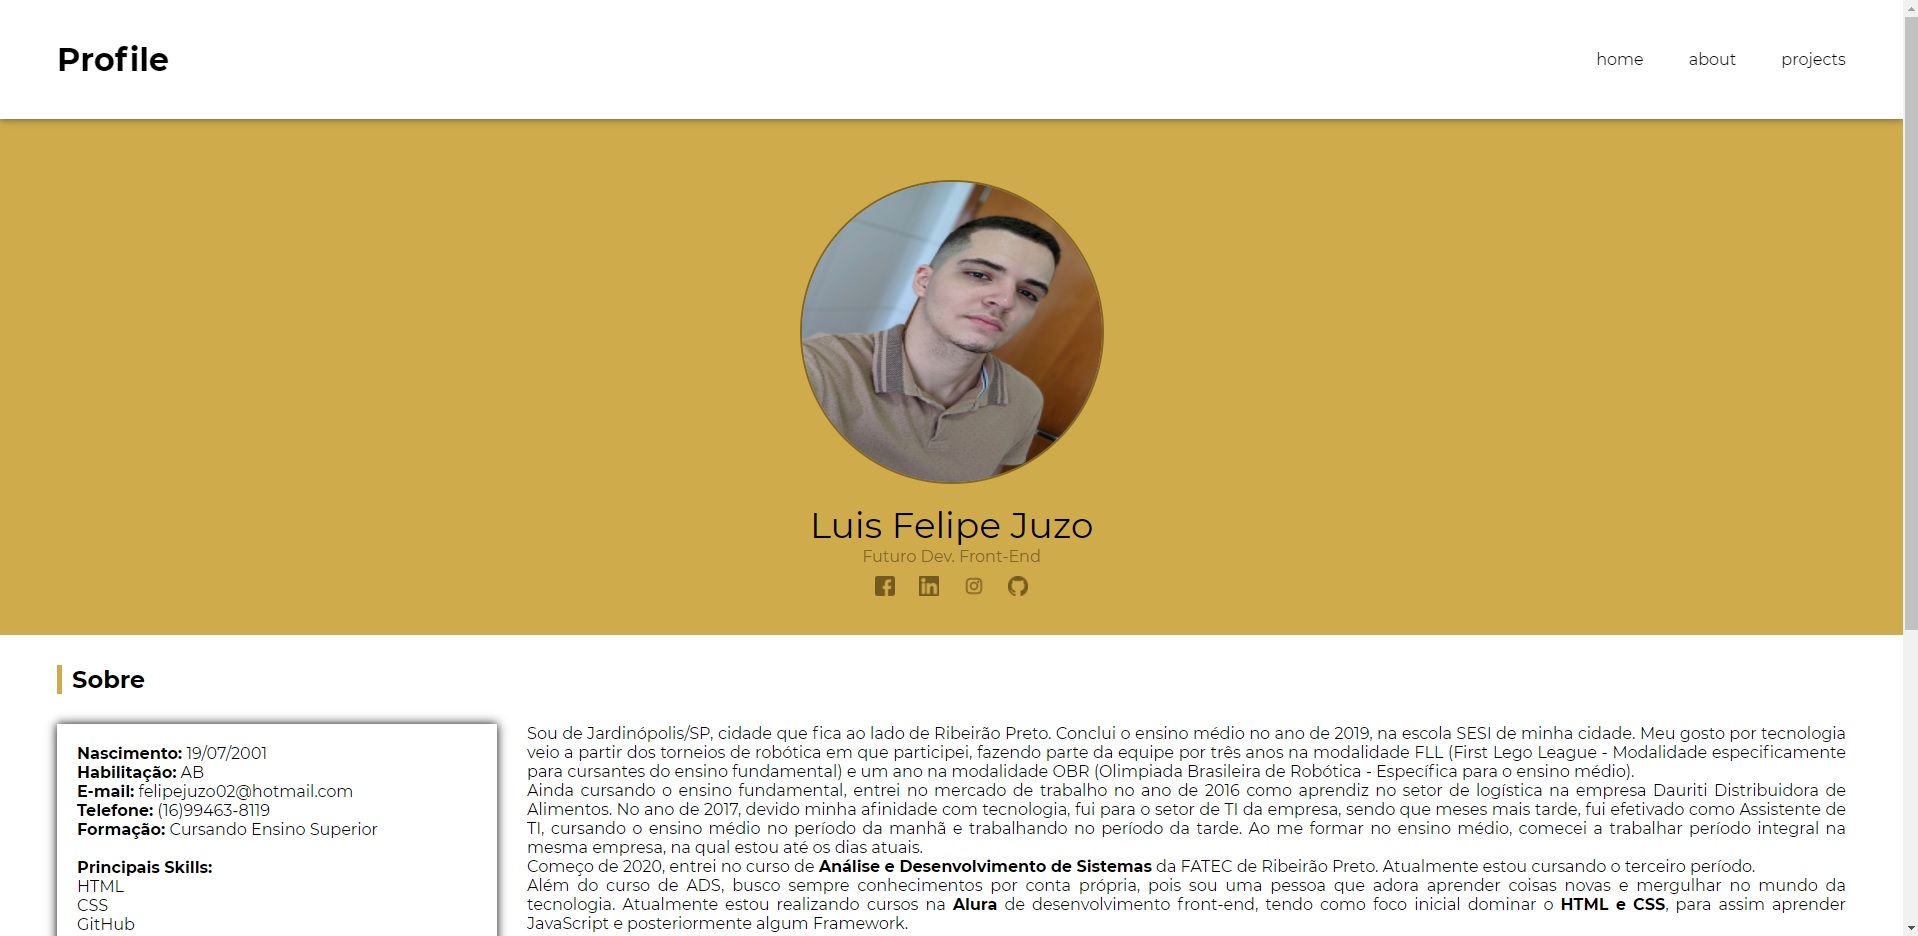 Profile
home about projects
Luis Felipe Juzo
Futuro Dev. Front-End
Sobre
Nascimento: 19/07/2001
Habilitação: AB
E-mail: felipejuzo02@hotmail.com
Telefone: (16)99463-8119
Formação: Cursando Ensino Superior
Principais Skills:
HTML
CSS
GitHub
Sou de Jardinópolis/SP, cidade que fica ao lado de Ribeirão Preto. Conclui o ensino médio no ano de 2019, na escola SESI de minha cidade. Meu gosto por tecnologia
veio a partir dos torneios de robótica em que participei, fazendo parte da equipe por três anos na modalidade FLL (First Lego League - Modalidade especificamente
para cursantes do ensino fundamental) e um ano na modalidade OBR (Olimpiada Brasileira de Robótica - Específica para o ensino médio).
Ainda cursando o ensino fundamental, entrei no mercado de trabalho no ano de 2016 como aprendiz no setor de logística na empresa Dauriti Distribuidora de
Alimentos. No ano de 2017, devido minha afinidade com tecnologia, fui para o setor de TI da empresa, sendo que meses mais tarde, fui efetivado como Assistente de
TI, cursando o ensino médio no período da manhã e trabalhando no período da tarde. Ao me formar no ensino médio, comecei a trabalhar período integral na
mesma empresa, na qual estou até os dias atuais.
Começo de 2020, entrei no curso de Análise e Desenvolvimento de Sistemas da FATEC de Ribeirão Preto. Atualmente estou cursando o terceiro período.
Além do curso de ADS, busco sempre conhecimentos por conta própria, pois sou uma pessoa que adora aprender coisas novas e mergulhar no mundo da
tecnologia. Atualmente estou realizando cursos na Alura de desenvolvimento front-end, tendo como foco inicial dominar o HTML e CSS, para assim aprender
JavaScript e posteriormente algum Framework.